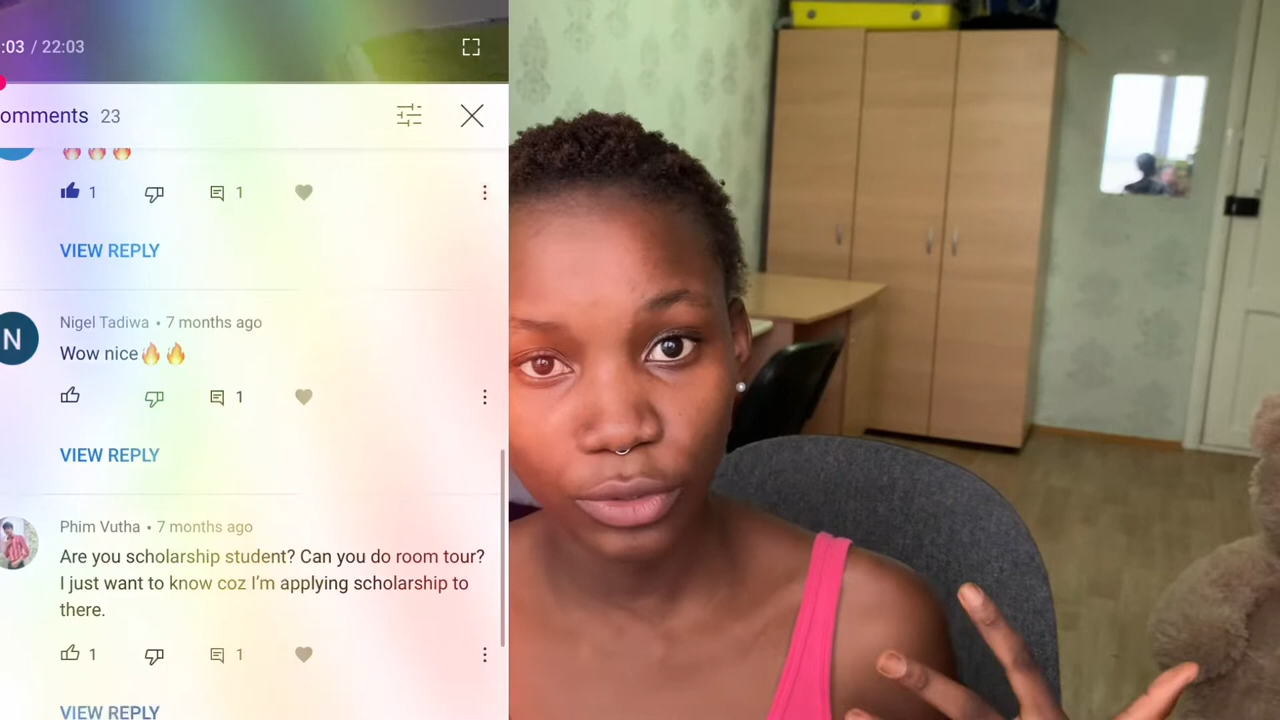 :03 / 22:03
omments 23
1
1
VIEW REPLY
N
Nigel Tadiwa • 7 months ago
Wow nice🔥🔥
1
VIEW REPLY
Phim Vutha • 7 months ago
Are you scholarship student? Can you do room tour?
I just want to know coz I'm applying scholarship to
there.
1
1
VIEW REPLY